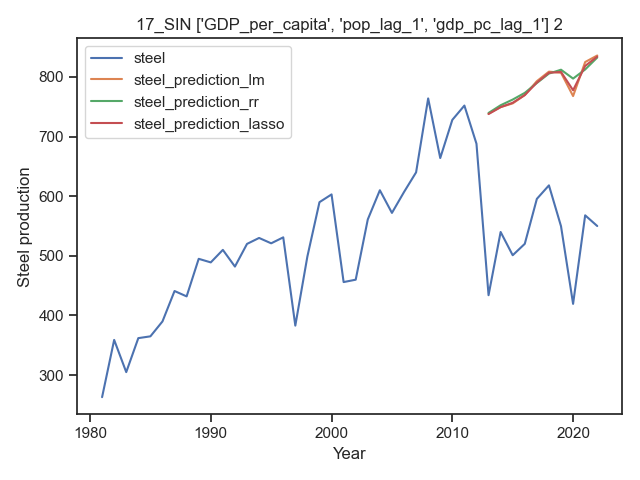 17_SIN ['GDP_per_capita', 'pop_lag_1', 'gdp_pc_lag_1'] 2
steel
steel_prediction_lm
steel_prediction_rr
steel_prediction_lasso
Steel production
800
700
600
500
400
300
1980
1990
2000
2010
2020
Year